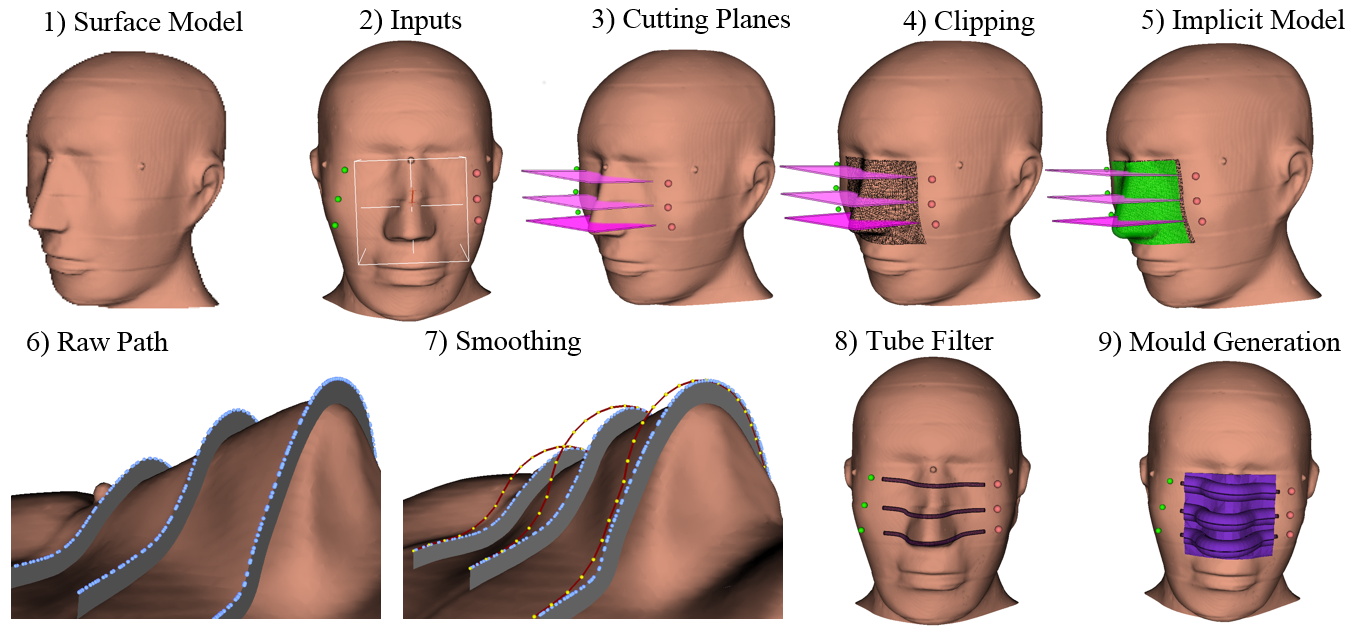 1) Surface Model
2) Inputs
3) Cutting Planes
4) Clipping
5) Implicit Model
6) Raw Path
7) Smoothing
8) Tube Filter
9) Mould Generation